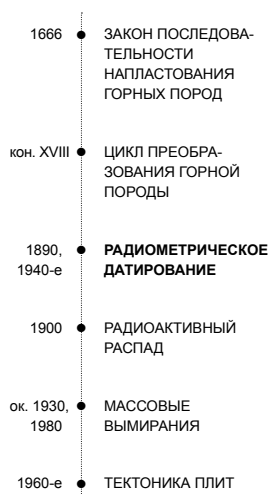 1666 ЗАКОН ПОСЛЕДОВА-
ТЕЛЬНОСТИ
НАПЛАСТОВАНИЯ
ГОРНЫХ ПОРОД
кон. XVIII ЦИКЛ ПРЕОБРА-
ЗОВАНИЯ ГОРНОЙ
ПОРОДЫ
1890, РАДИОМЕТРИЧЕСКОЕ
1940-е ДАТИРОВАНИЕ
1900 РАДИОАКТИВНЫЙ
РАСПАД
ок. 1930, МАССОВЫЕ
1980 ВЫМИРАНИЯ
1960-е ТЕКТОНИКА ПЛИТ